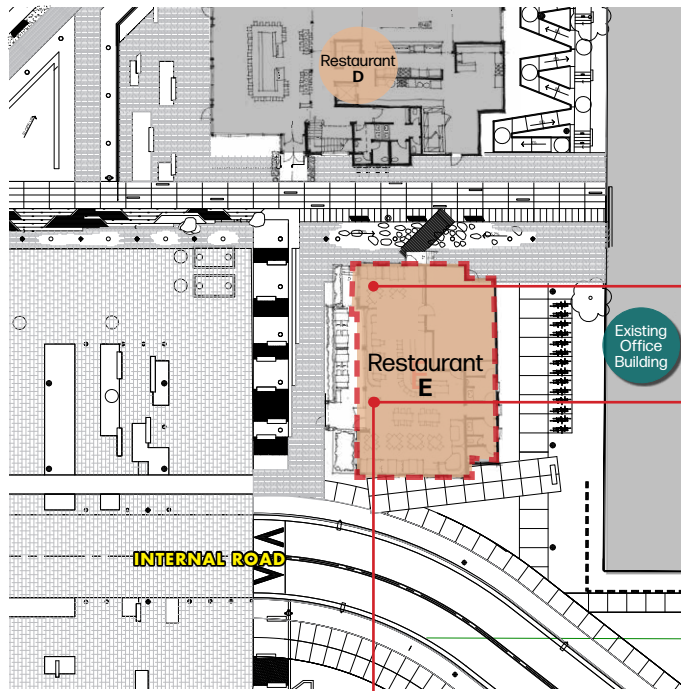 Restaurant
D
Existing
Office
Building
Restaurant
E
INTERNAL ROAD